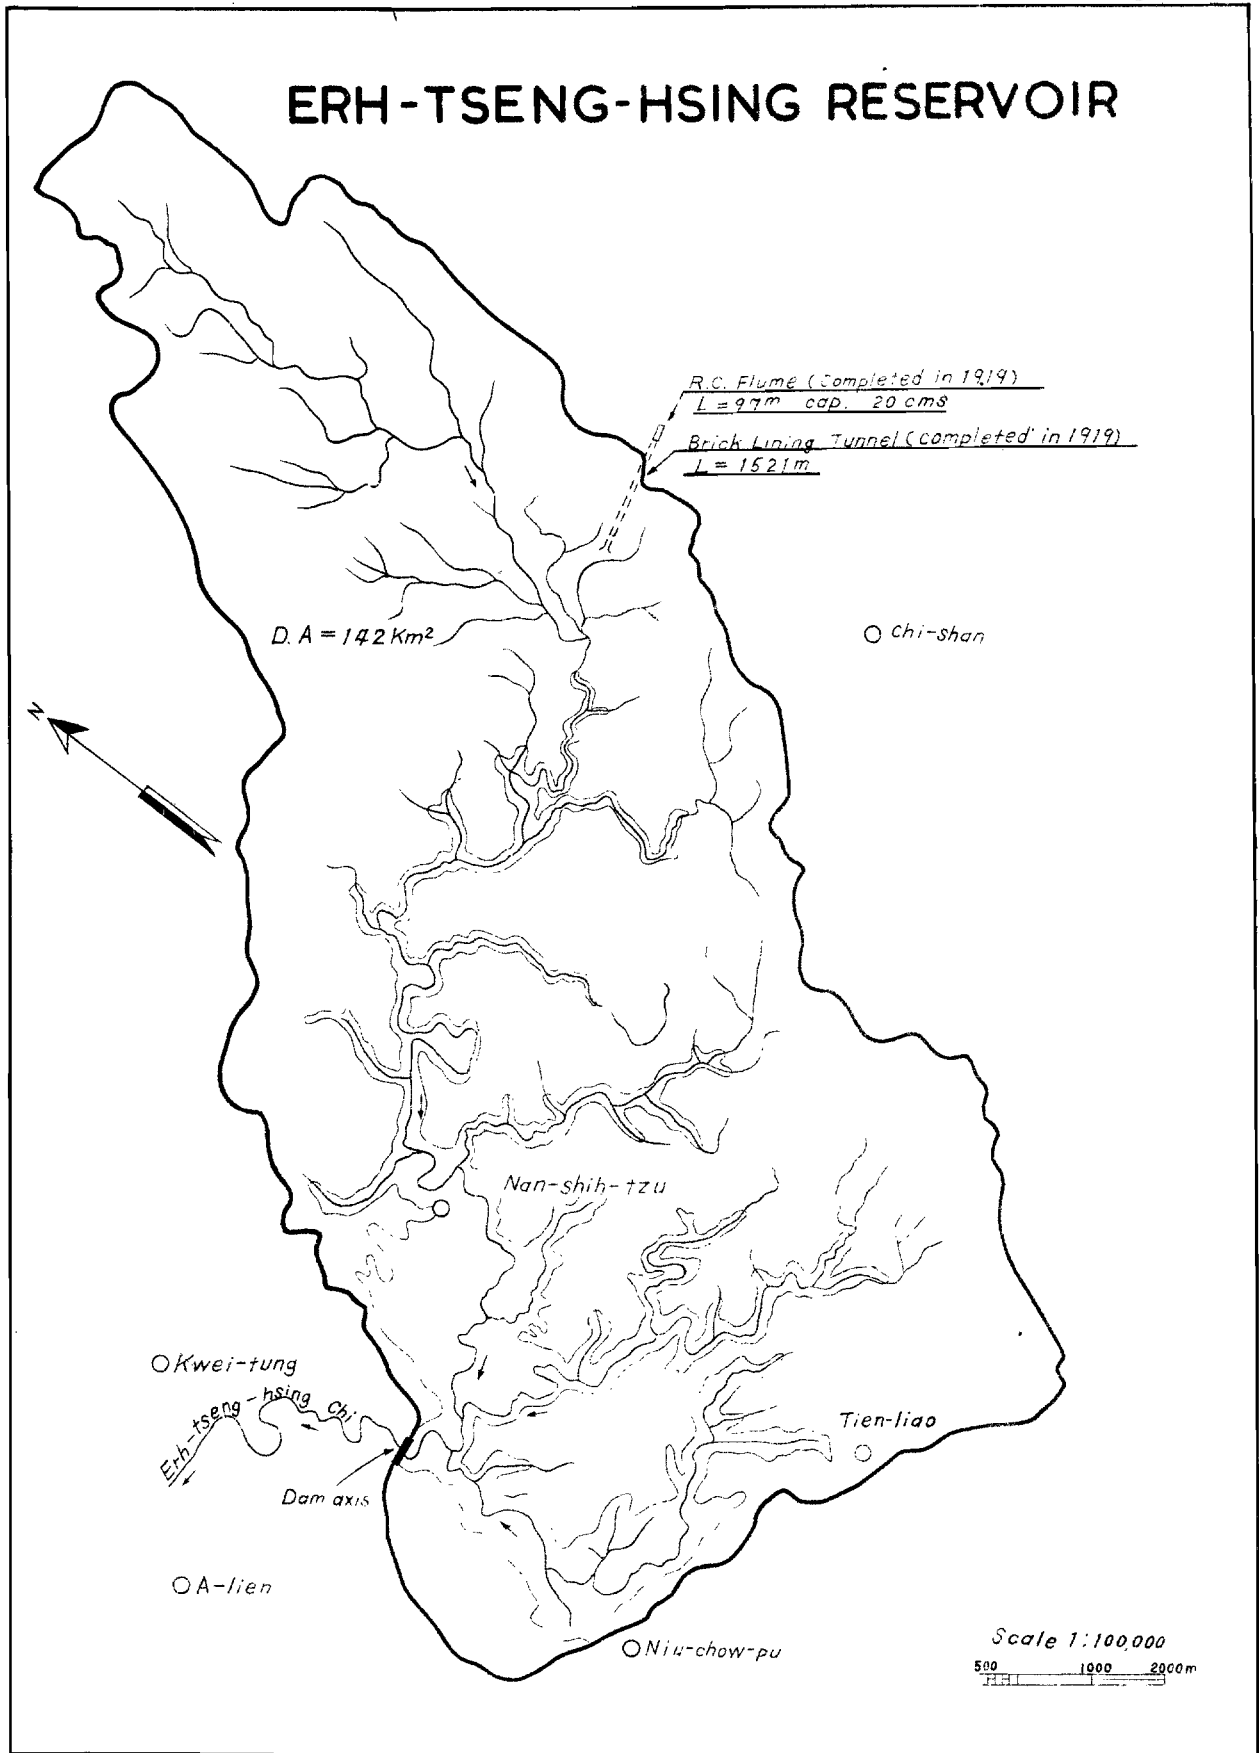 ERH-TSENG-HSING RESERVOIR
R.C. Flume (Completed in 1919)
L = 97m cap. 20 cms
Brick Lining Tunnel (completed in 1919)
L = 1521m
D.A = 142 Km²
Chi-shan
N
Nan-shih-tzu
Kwei-tung
Erh-tseng-hsing Chi
Tien-liao
Dam axis
A-lien
Niu-chow-pu
Scale 1:100,000
500 1000 2000m